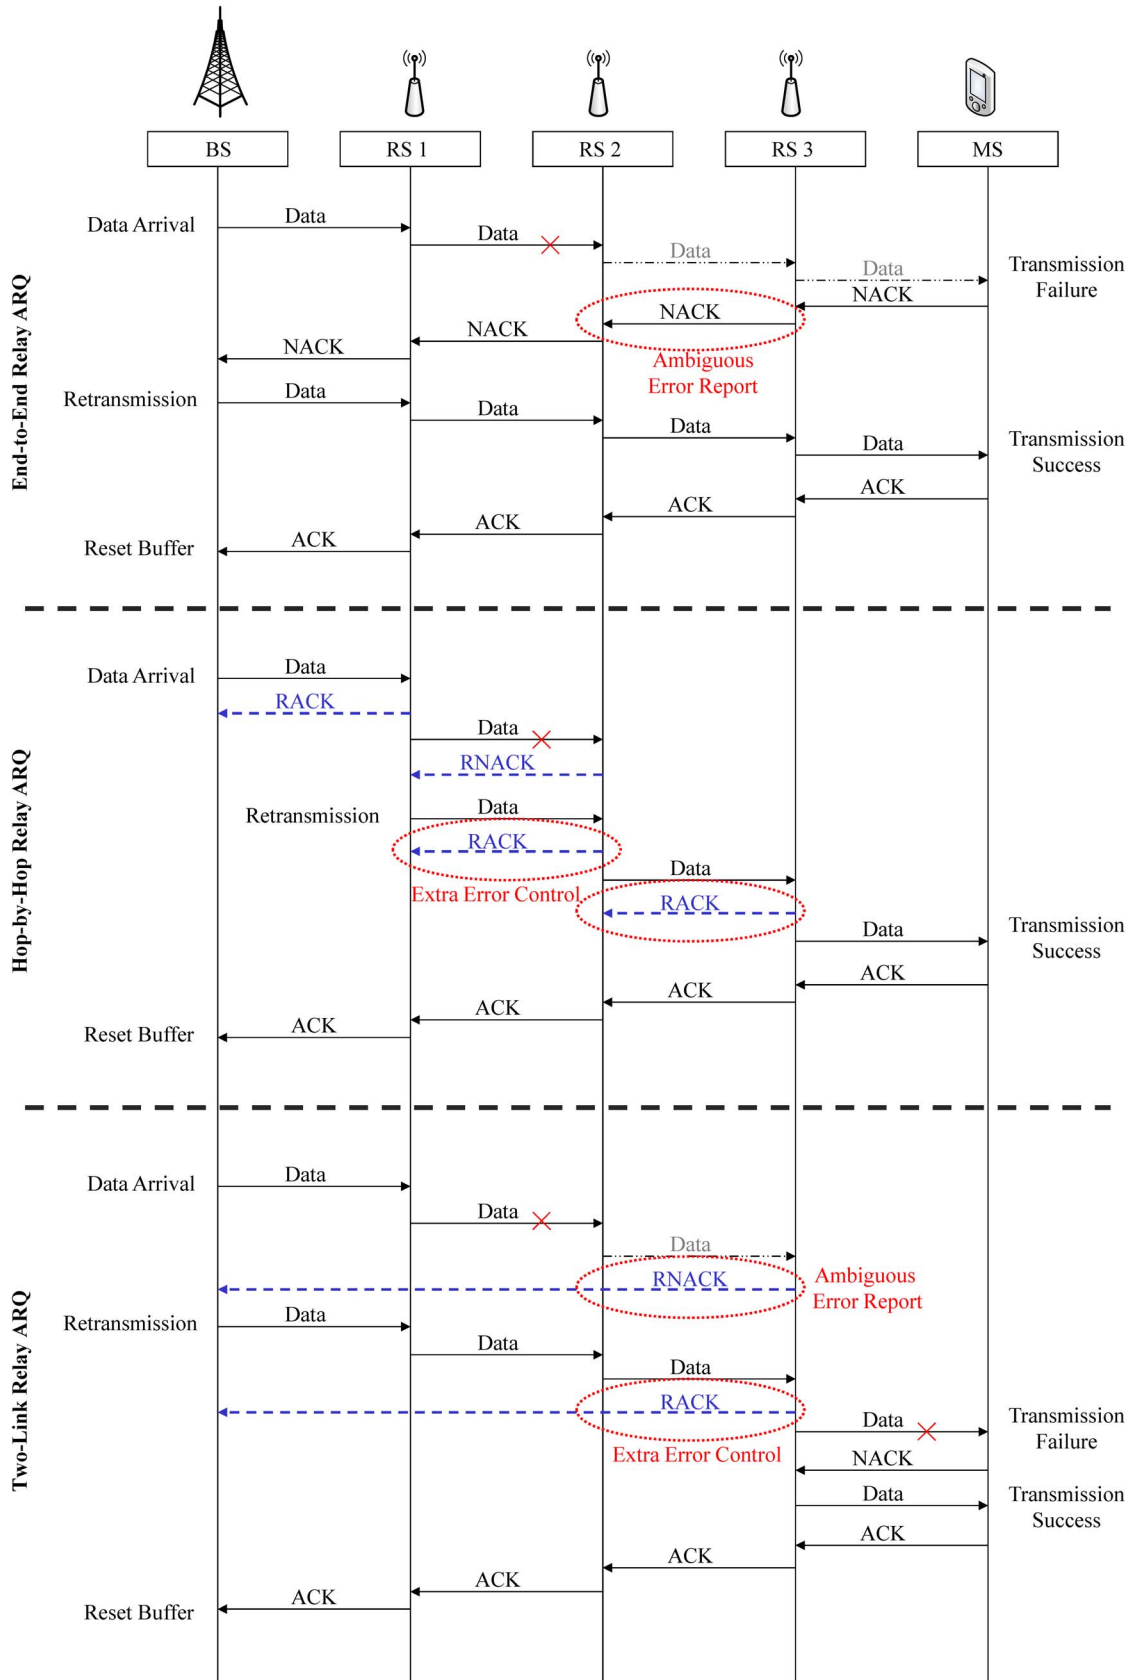 BS
RS 1
RS 2
RS 3
MS
End-to-End Relay ARQ
Data Arrival
Data
Data
Data
Data
Transmission
Failure
NACK
NACK
NACK
NACK
Ambiguous
Error Report
Retransmission
Data
Data
Data
Data
Transmission
Success
ACK
ACK
ACK
ACK
Reset Buffer
Hop-by-Hop Relay ARQ
Data Arrival
Data
RACK
Data
RNACK
Retransmission
Data
RACK
Extra Error Control
Data
RACK
Data
Transmission
Success
ACK
ACK
ACK
ACK
Reset Buffer
Two-Link Relay ARQ
Data Arrival
Data
Data
Data
RNACK
Ambiguous
Error Report
Retransmission
Data
Data
Data
RACK
Extra Error Control
Data
Transmission
Failure
NACK
Data
Transmission
Success
ACK
ACK
ACK
ACK
Reset Buffer